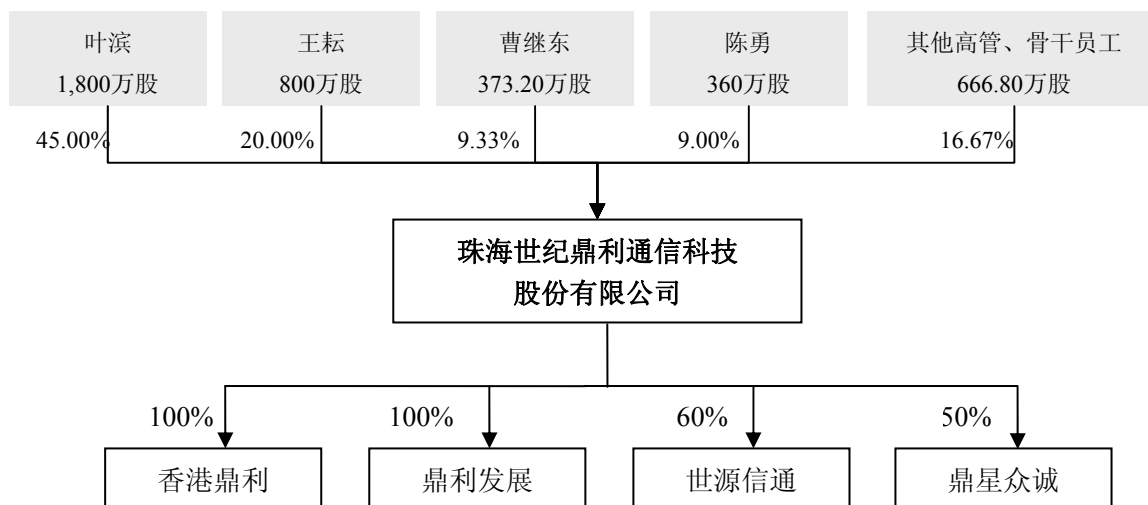 叶滨
1,800万股
王耘
800万股
曹继东
373.20万股
陈勇
360万股
其他高管、骨干员工
666.80万股
45.00%
20.00%
9.33%
9.00%
16.67%
珠海世纪鼎利通信科技
股份有限公司
100%
100%
60%
50%
香港鼎利
鼎利发展
世源信通
鼎星众诚